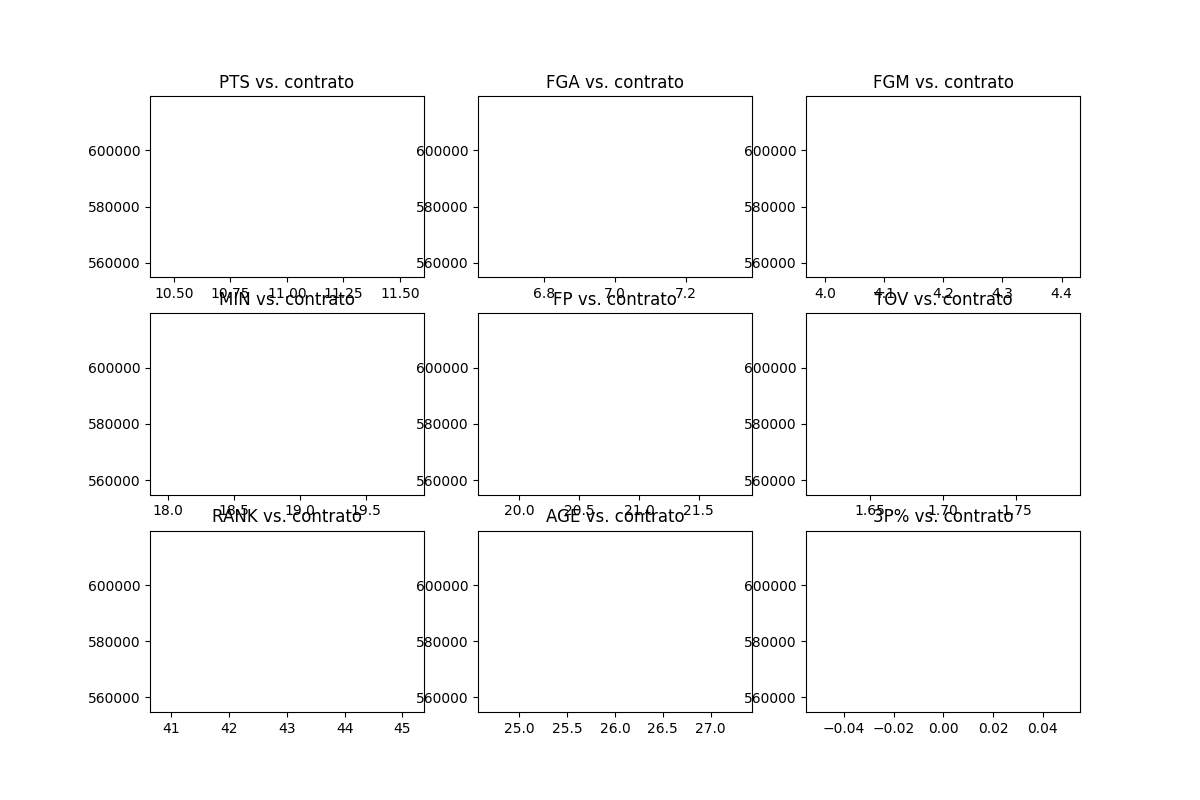 PTS vs. contrato
FGA vs. contrato
FGM vs. contrato
600000
580000
560000
600000
580000
560000
600000
580000
560000
10.50 10.75 11.00 11.25 11.50
6.8 7.0 7.2
4.0 4.1 4.2 4.3 4.4
MIN vs. contrato
FP vs. contrato
TOV vs. contrato
600000
580000
560000
600000
580000
560000
600000
580000
560000
18.0 18.5 19.0 19.5
20.0 20.5 21.0 21.5
1.65 1.70 1.75
RANK vs. contrato
AGE vs. contrato
3P% vs. contrato
600000
580000
560000
600000
580000
560000
600000
580000
560000
41 42 43 44 45
25.0 25.5 26.0 26.5 27.0
−0.04 −0.02 0.00 0.02 0.04